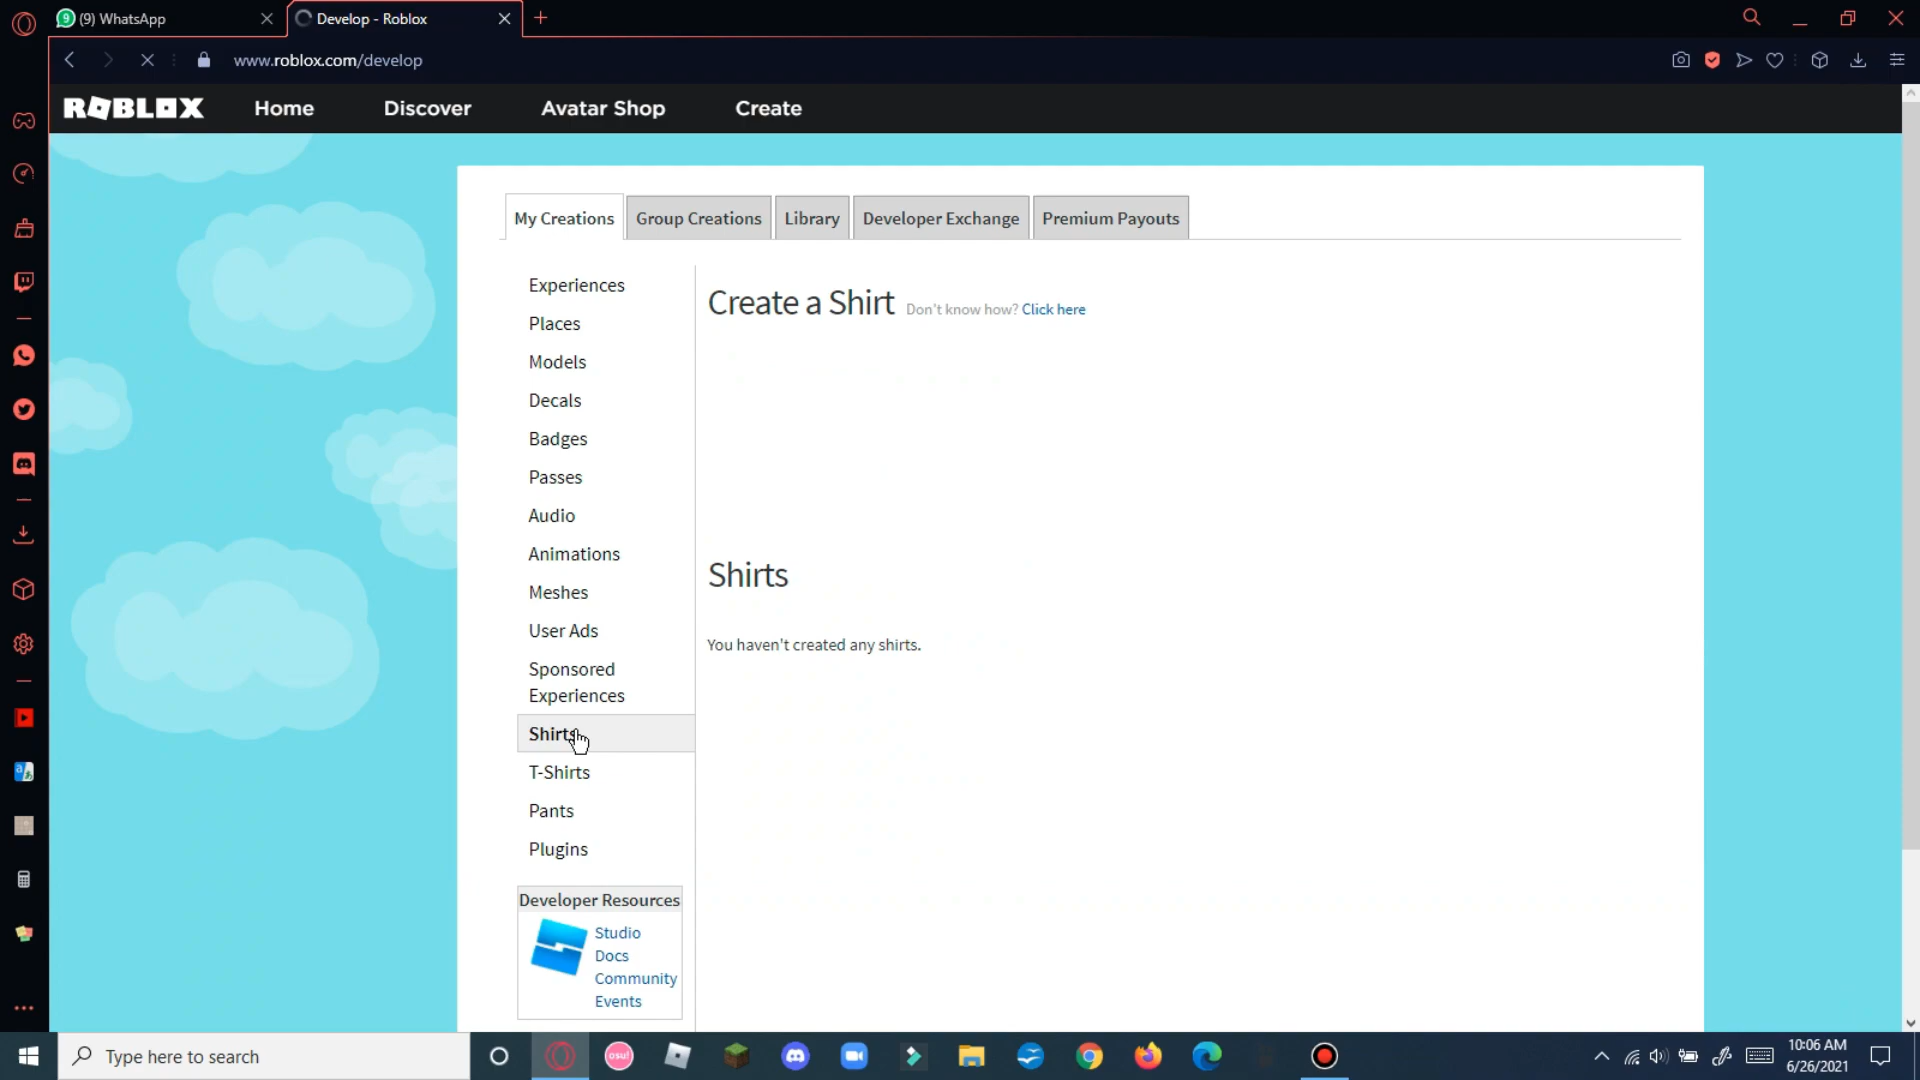 9 (9) WhatsApp
Develop - Roblox
www.roblox.com/develop
ROBLOX Home Discover Avatar Shop Create
My Creations Group Creations Library Developer Exchange Premium Payouts
Experiences
Places
Models
Decals
Badges
Passes
Audio
Animations
Meshes
User Ads
Sponsored
Experiences
Shirts
T-Shirts
Pants
Plugins
Developer Resources
Studio
Docs
Community
Events
Create a Shirt Don't know how? Click here
Shirts
You haven't created any shirts.
Type here to search
osu!
10:06 AM
6/26/2021